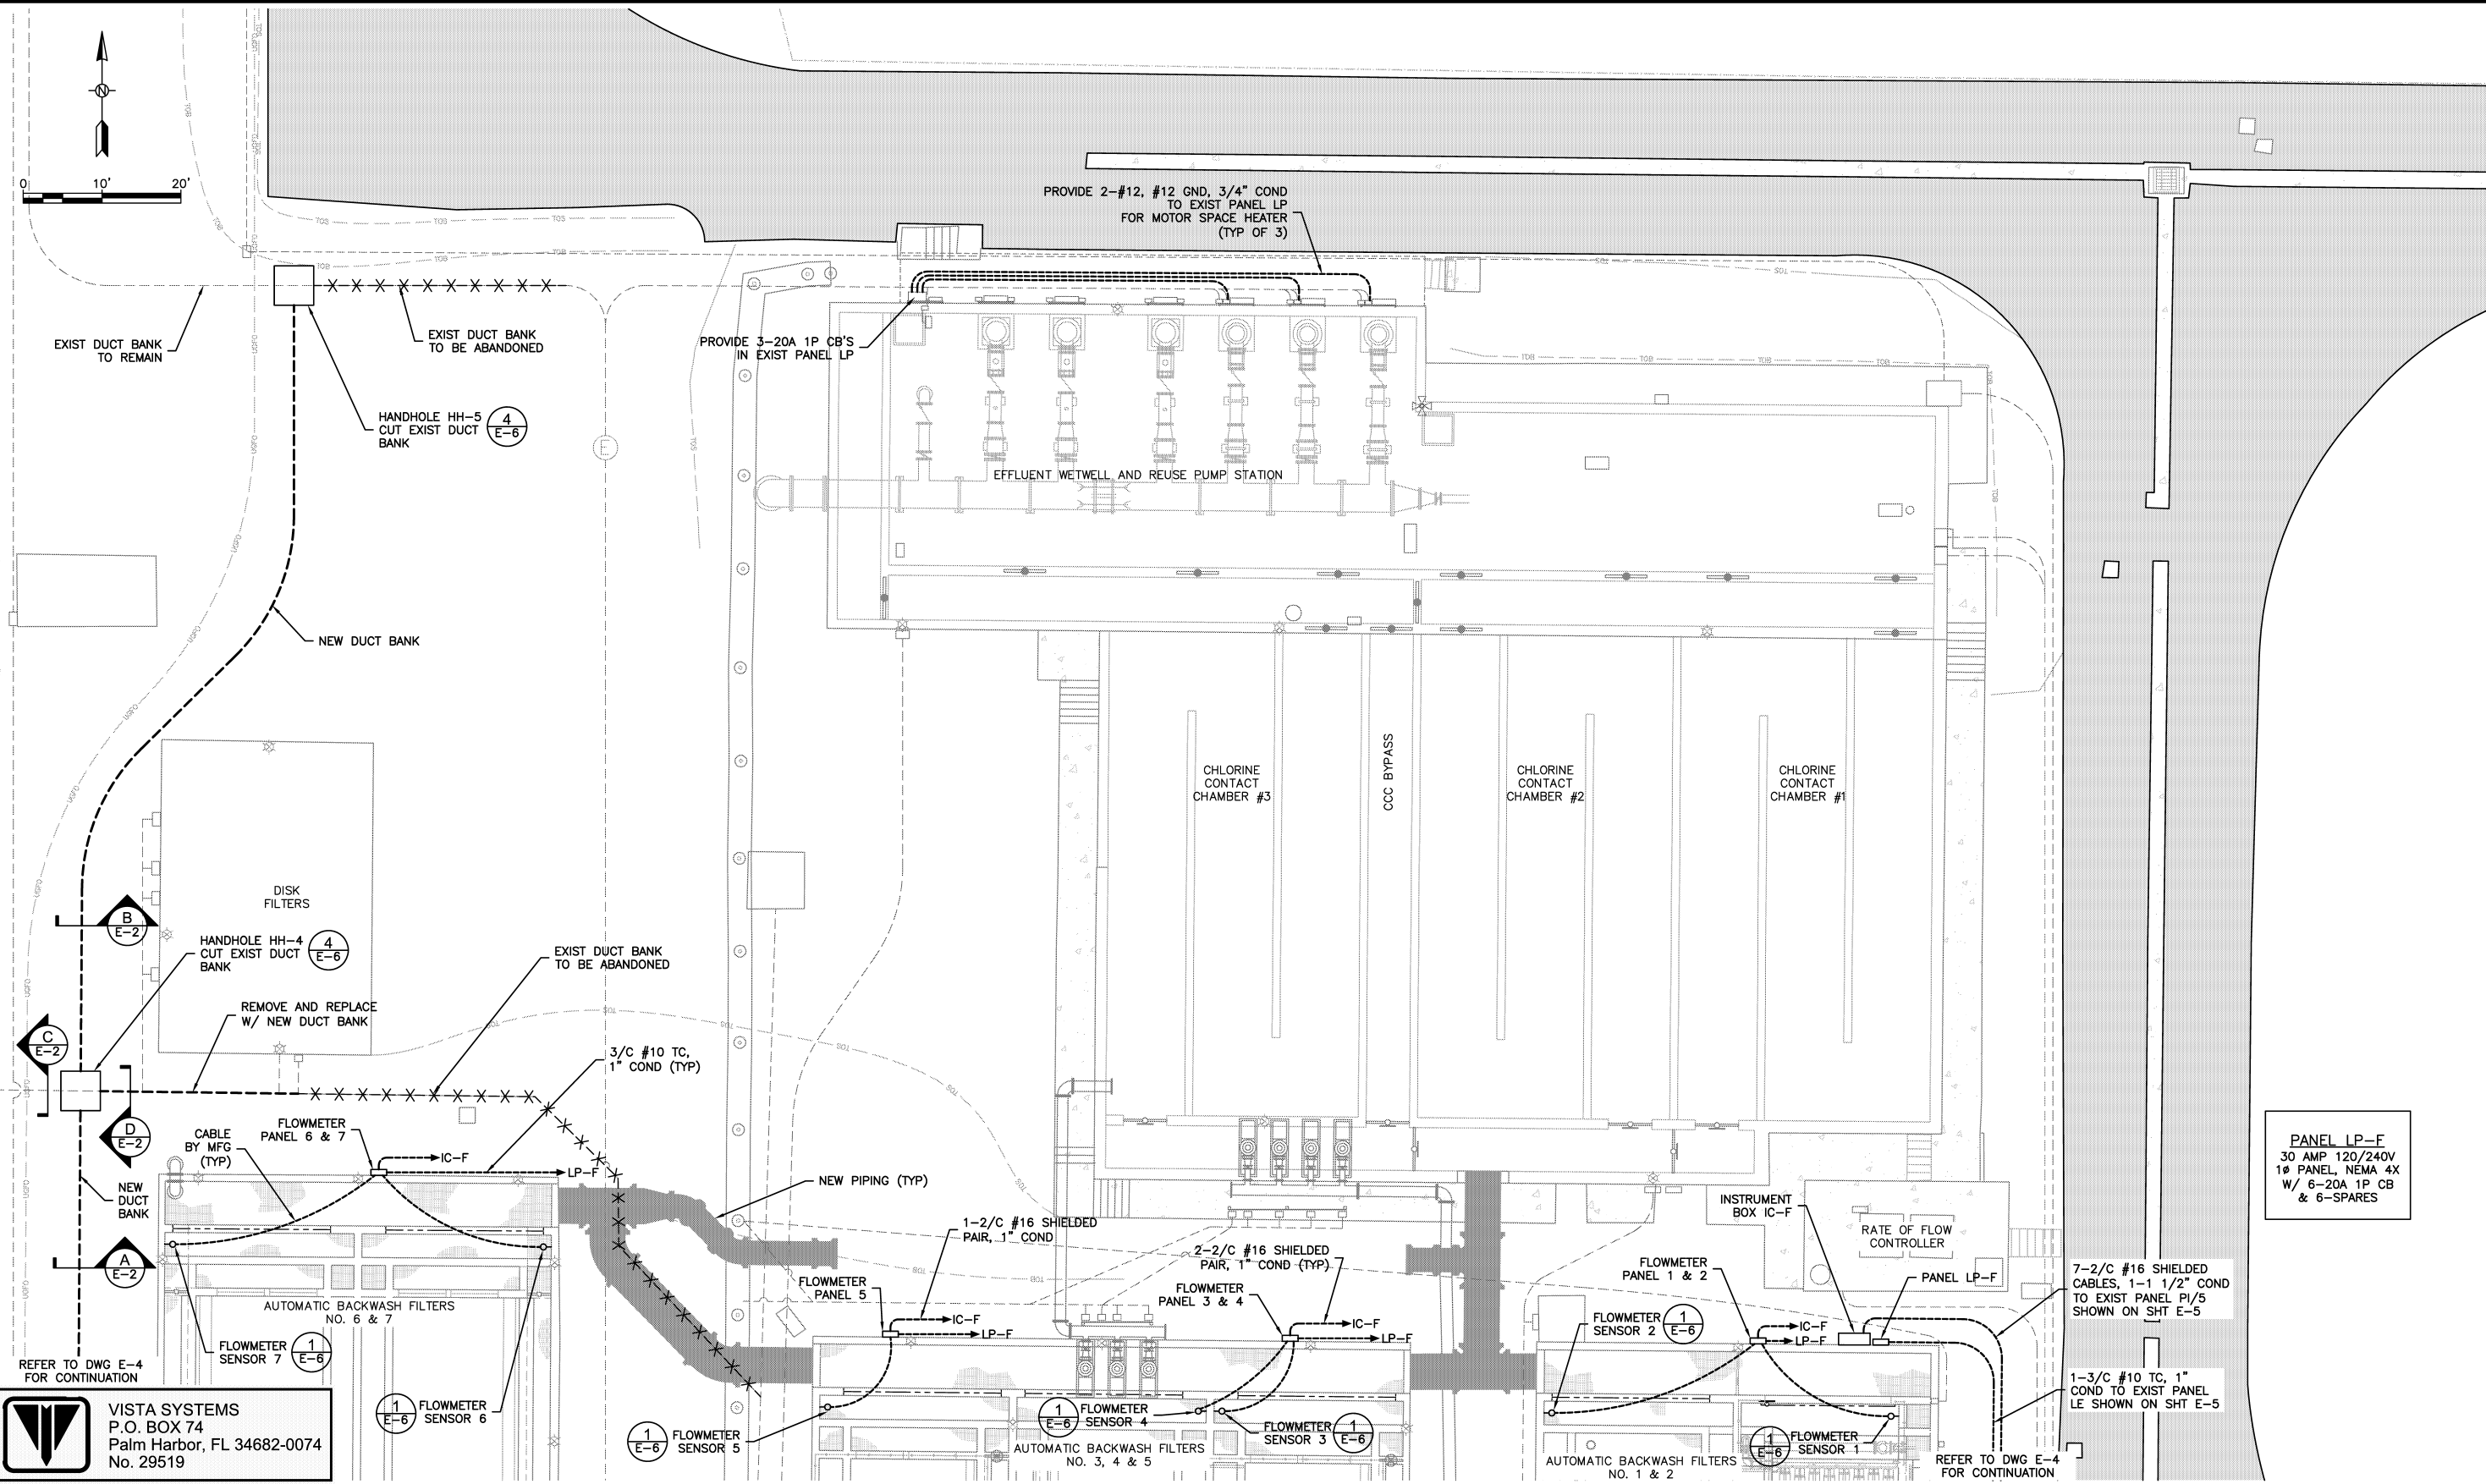 N
0 10' 20'
PROVIDE 2-#12, #12 GND, 3/4" COND
TO EXIST PANEL LP
FOR MOTOR SPACE HEATER
(TYP OF 3)
EXIST DUCT BANK
TO REMAIN
EXIST DUCT BANK
TO BE ABANDONED
PROVIDE 3-20A 1P CB'S
IN EXIST PANEL LP
HANDHOLE HH-5
CUT EXIST DUCT
BANK
4
E-6
E
EFFLUENT WETWELL AND REUSE PUMP STATION
NEW DUCT BANK
CHLORINE
CONTACT
CHAMBER #3
CCC BYPASS
CHLORINE
CONTACT
CHAMBER #2
CHLORINE
CONTACT
CHAMBER #1
DISK
FILTERS
B
E-2
HANDHOLE HH-4
CUT EXIST DUCT
BANK
4
E-6
EXIST DUCT BANK
TO BE ABANDONED
REMOVE AND REPLACE
W/ NEW DUCT BANK
C
E-2
3/C #10 TC,
1" COND (TYP)
D
E-2
CABLE
BY MFG
(TYP)
FLOWMETER
PANEL 6 & 7
IC-F
LP-F
NEW
DUCT
BANK
NEW PIPING (TYP)
A
E-2
1-2/C #16 SHIELDED
PAIR, 1" COND
2-2/C #16 SHIELDED
PAIR, 1" COND (TYP)
INSTRUMENT
BOX IC-F
RATE OF FLOW
CONTROLLER
PANEL LP-F
30 AMP 120/240V
1ø PANEL, NEMA 4X
W/ 6-20A 1P CB
& 6-SPARES
FLOWMETER
PANEL 5
IC-F
LP-F
FLOWMETER
PANEL 3 & 4
IC-F
LP-F
FLOWMETER
PANEL 1 & 2
IC-F
LP-F
PANEL LP-F
7-2/C #16 SHIELDED
CABLES, 1-1 1/2" COND
TO EXIST PANEL PI/5
SHOWN ON SHT E-5
AUTOMATIC BACKWASH FILTERS
NO. 6 & 7
FLOWMETER
SENSOR 7
1
E-6
FLOWMETER
SENSOR 2
1
E-6
REFER TO DWG E-4
FOR CONTINUATION
1
E-6
FLOWMETER
SENSOR 6
1
E-6
FLOWMETER
SENSOR 5
1
E-6
FLOWMETER
SENSOR 4
FLOWMETER
SENSOR 3
1
E-6
1-3/C #10 TC, 1"
COND TO EXIST PANEL
LE SHOWN ON SHT E-5
1
E-6
FLOWMETER
SENSOR 1
AUTOMATIC BACKWASH FILTERS
NO. 3, 4 & 5
AUTOMATIC BACKWASH FILTERS
NO. 1 & 2
REFER TO DWG E-4
FOR CONTINUATION
VISTA SYSTEMS
P.O. BOX 74
Palm Harbor, FL 34682-0074
No. 29519